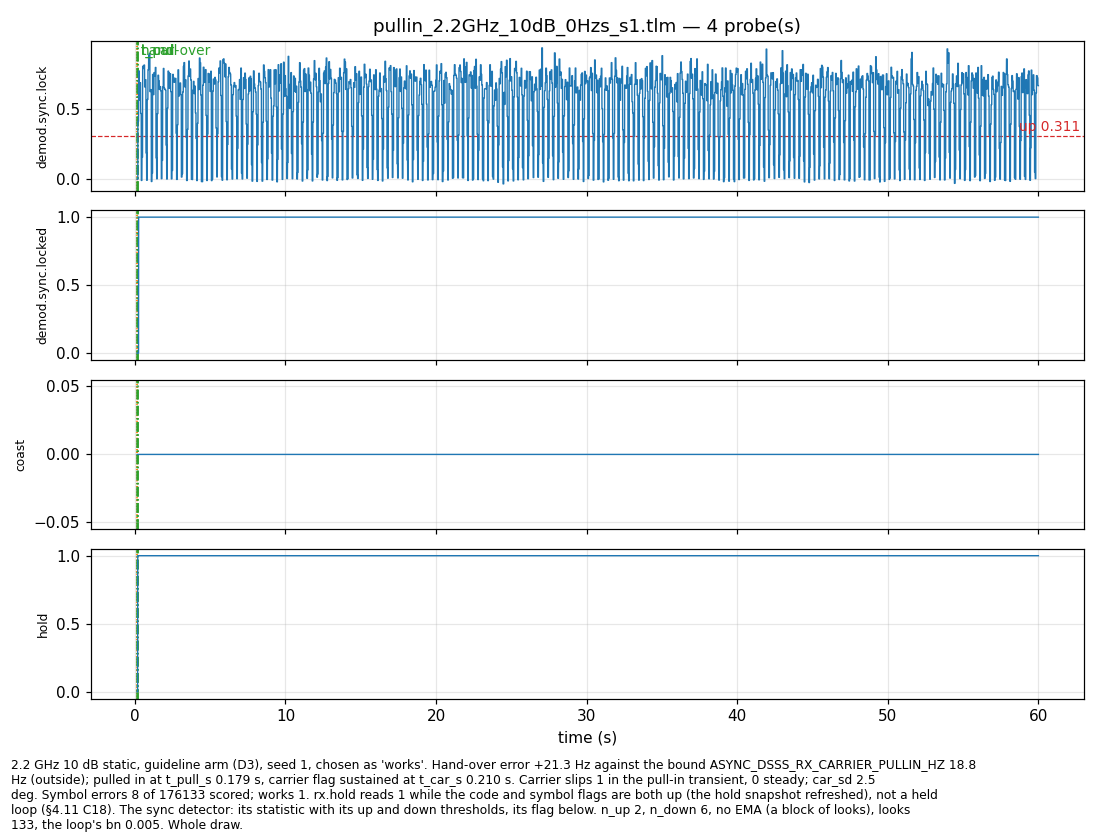 pullin_2.2GHz_10dB_0Hzs_s1.tlm — 4 probe(s)
hand-over
demod.sync.lock
0.5
0.0
up 0.311
demod.sync.locked
1.0
0.5
0.0
coast
0.05
0.00
−0.05
hold
1.0
0.5
0.0
0 10 20 30 40 50 60
time (s)
2.2 GHz 10 dB static, guideline arm (D3), seed 1, chosen as 'works'. Hand-over error +21.3 Hz against the bound ASYNC_DSSS_RX_CARRIER_PULLIN_HZ 18.8
Hz (outside); pulled in at t_pull_s 0.179 s, carrier flag sustained at t_car_s 0.210 s. Carrier slips 1 in the pull-in transient, 0 steady; car_sd 2.5
deg. Symbol errors 8 of 176133 scored; works 1. rx.hold reads 1 while the code and symbol flags are both up (the hold snapshot refreshed), not a held
loop (§4.11 C18). The sync detector: its statistic with its up and down thresholds, its flag below. n_up 2, n_down 6, no EMA (a block of looks), looks
133, the loop's bn 0.005. Whole draw.